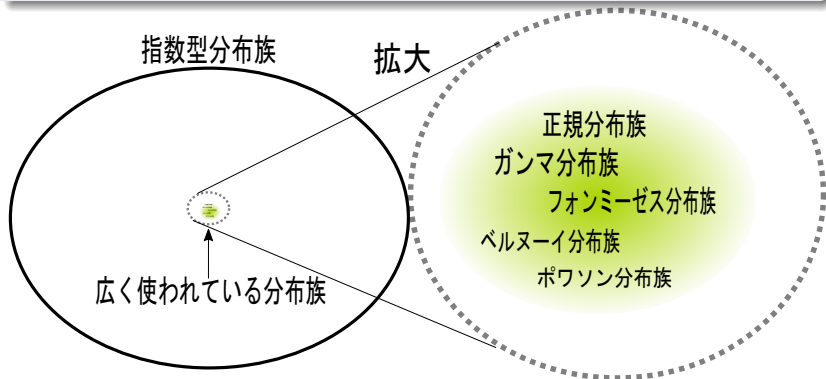 指数型分布族
拡大
広く使われている分布族
正規分布族
ガンマ分布族
フォンミーゼス分布族
ベルヌーイ分布族
ポワソン分布族